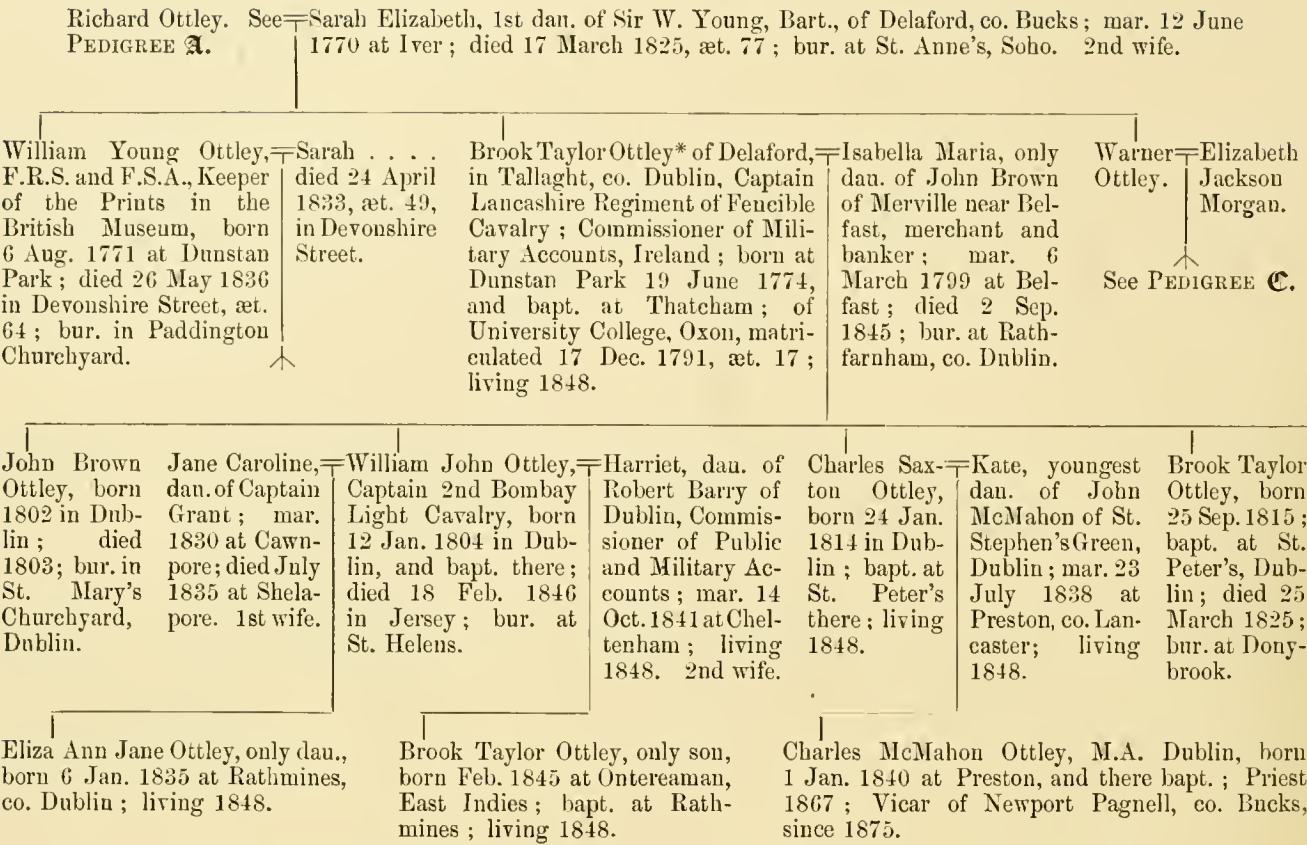 Richard Ottley. See
PEDIGREE A.
Sarah Elizabeth, 1st dau. of Sir W. Young, Bart., of Delaford, co. Bucks; mar. 12 June
1770 at Iver; died 17 March 1825, æt. 77; bur. at St. Anne's, Soho. 2nd wife.
William Young Ottley,
F.R.S. and F.S.A., Keeper
of the Prints in the
British Museum, born
6 Aug. 1771 at Dunstan
Park; died 26 May 1836
in Devonshire Street, æt.
64; bur. in Paddington
Churchyard.
Sarah . . . .
died 24 April
1833, æt. 49,
in Devonshire
Street.
Brook Taylor Ottley* of Delaford,
in Tallaght, co. Dublin, Captain
Lancashire Regiment of Fencible
Cavalry; Commissioner of Mili-
tary Accounts, Ireland; born at
Dunstan Park 19 June 1774,
and bapt. at Thatcham; of
University College, Oxon, matri-
culated 17 Dec. 1791, æt. 17;
living 1848.
Isabella Maria, only
dau. of John Brown
of Merville near Bel-
fast, merchant and
banker; mar. 6
March 1799 at Bel-
fast; died 2 Sep.
1845; bur. at Rath-
farnham, co. Dublin.
Warner
Ottley.
Elizabeth
Jackson
Morgan.
See PEDIGREE C.
John Brown
Ottley, born
1802 in Dub-
lin; died
1803; bur. in
St. Mary's
Churchyard,
Dublin.
Jane Caroline,
dau. of Captain
Grant; mar.
1830 at Cawn-
pore; died July
1835 at Shela-
pore. 1st wife.
William John Ottley,
Captain 2nd Bombay
Light Cavalry, born
12 Jan. 1804 in Dub-
lin, and bapt. there;
died 18 Feb. 1846
in Jersey; bur. at
St. Helens.
Harriet, dau. of
Robert Barry of
Dublin, Commis-
sioner of Public
and Military Ac-
counts; mar. 14
Oct. 1841 at Chel-
tenham; living
1848. 2nd wife.
Charles Sax-
ton Ottley,
born 24 Jan.
1814 in Dub-
lin; bapt. at
St. Peter's
there; living
1848.
Kate, youngest
dau. of John
McMahon of St.
Stephen's Green,
Dublin; mar. 23
July 1838 at
Preston, co. Lan-
caster; living
1848.
Brook Taylor
Ottley, born
25 Sep. 1815;
bapt. at St.
Peter's, Dub-
lin; died 25
March 1825;
bur. at Dony-
brook.
Eliza Ann Jane Ottley, only dau.,
born 6 Jan. 1835 at Rathmines,
co. Dublin; living 1848.
Brook Taylor Ottley, only son,
born Feb. 1845 at Ontereaman,
East Indies; bapt. at Rath-
mines; living 1848.
Charles McMahon Ottley, M.A. Dublin, born
1 Jan. 1840 at Preston, and there bapt.; Priest
1867; Vicar of Newport Pagnell, co. Bucks,
since 1875.